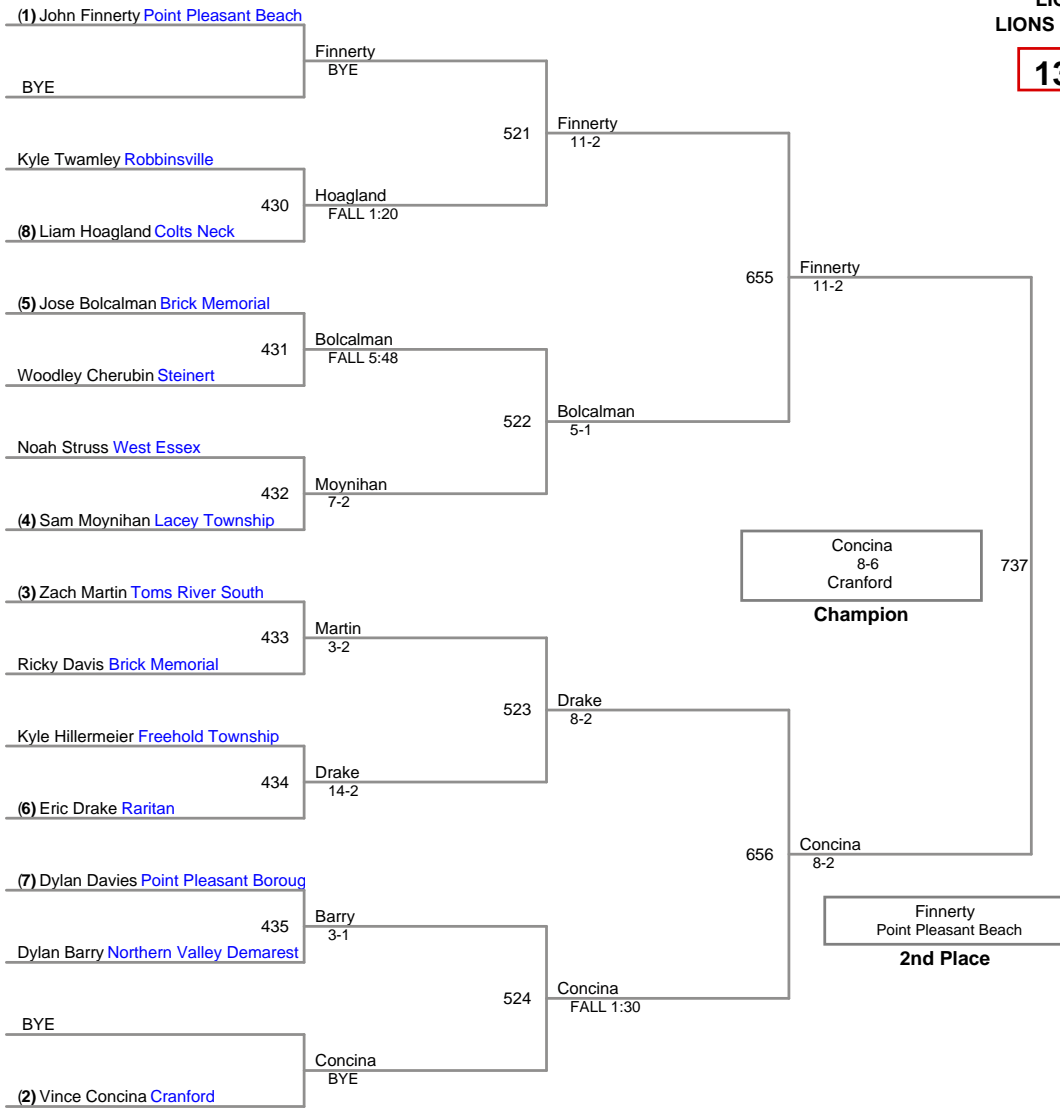 LIONS
13
(1) John Finnerty Point Pleasant Beach
Finnerty
BYE
BYE
521
Finnerty
11-2
Kyle Twamley Robbinsville
430
Hoagland
FALL 1:20
(8) Liam Hoagland Colts Neck
655
Finnerty
11-2
(5) Jose Bolcalman Brick Memorial
431
Bolcalman
FALL 5:48
Woodley Cherubin Steinert
522
Bolcalman
5-1
Noah Struss West Essex
432
Moynihan
7-2
(4) Sam Moynihan Lacey Township
Concina
8-6
Cranford
737
Champion
(3) Zach Martin Toms River South
433
Martin
3-2
Ricky Davis Brick Memorial
523
Drake
8-2
Kyle Hillermeier Freehold Township
434
Drake
14-2
(6) Eric Drake Raritan
656
Concina
8-2
(7) Dylan Davies Point Pleasant Boroug
435
Barry
3-1
Dylan Barry Northern Valley Demarest
Finnerty
Point Pleasant Beach
2nd Place
524
Concina
FALL 1:30
BYE
Concina
BYE
(2) Vince Concina Cranford